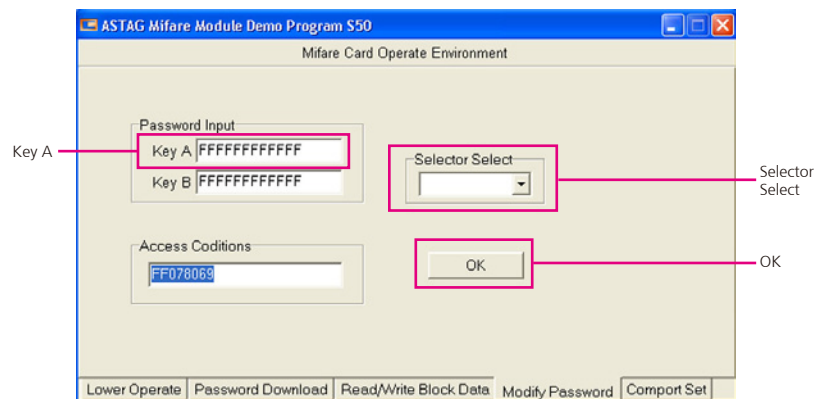 ASTAG Mifare Module Demo Program S50
Mifare Card Operate Environment
Password Input
Key A
Key A FFFFFFFFFFFF
Selector Select
Key B FFFFFFFFFFFF
Selector
Select
Access Coditions
FF078069
OK
OK
Lower Operate Password Download Read/Write Block Data Modify Password Comport Set